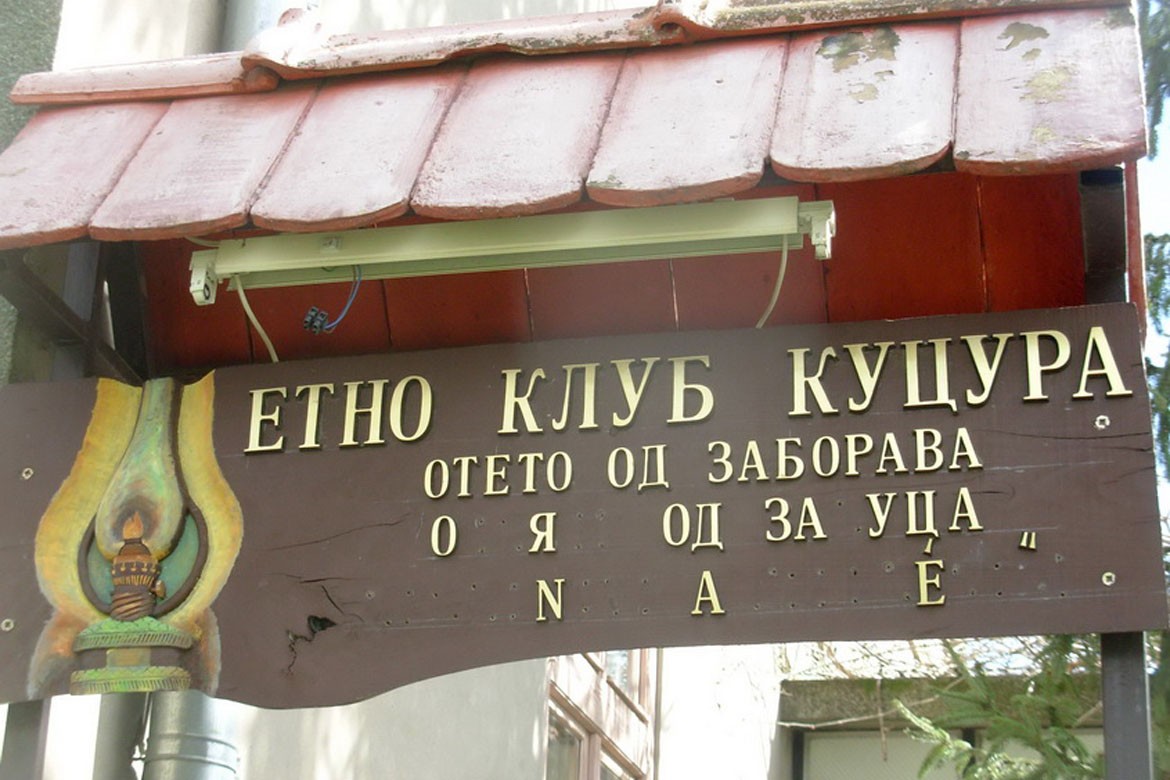 ЕТНО КЛУБ КУЦУРА
ОТЕТО ОД ЗАБОРАВА
О Я ОД ЗА УЦА "
N A É